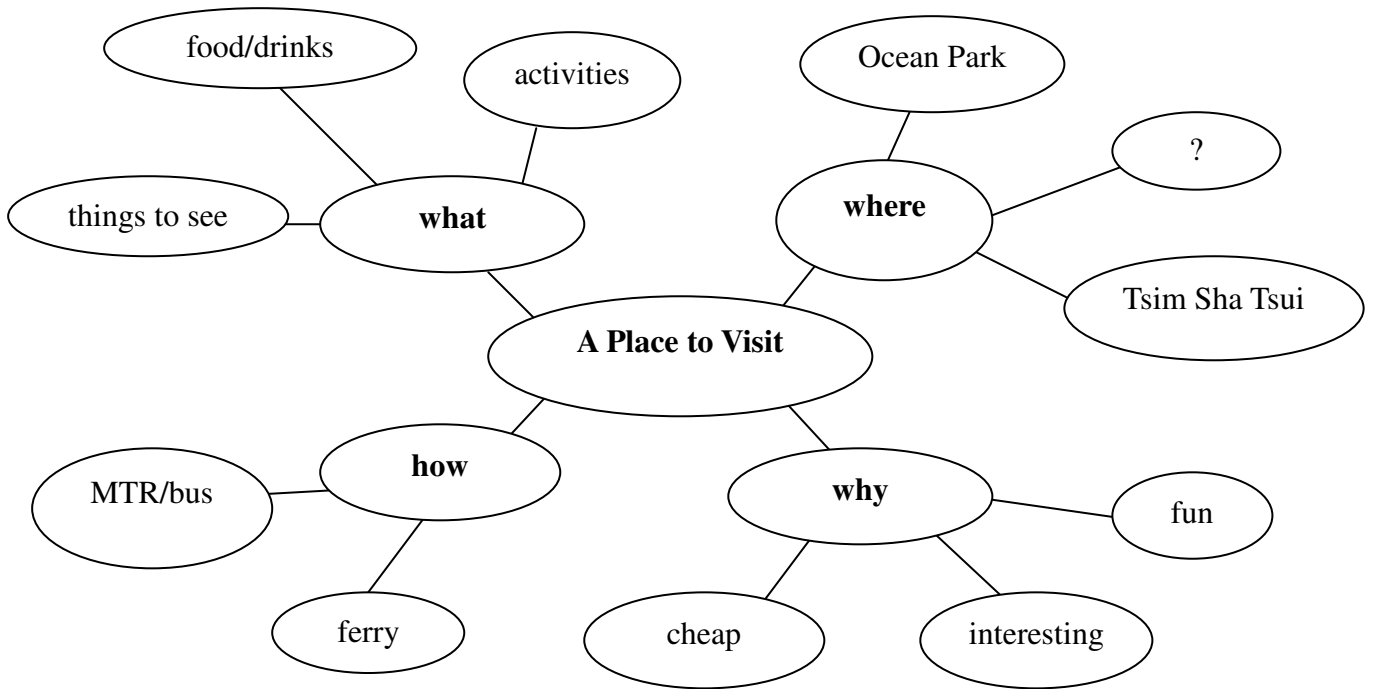 food/drinks
activities
Ocean Park
?
things to see
what
where
Tsim Sha Tsui
A Place to Visit
how
MTR/bus
why
fun
ferry
cheap
interesting